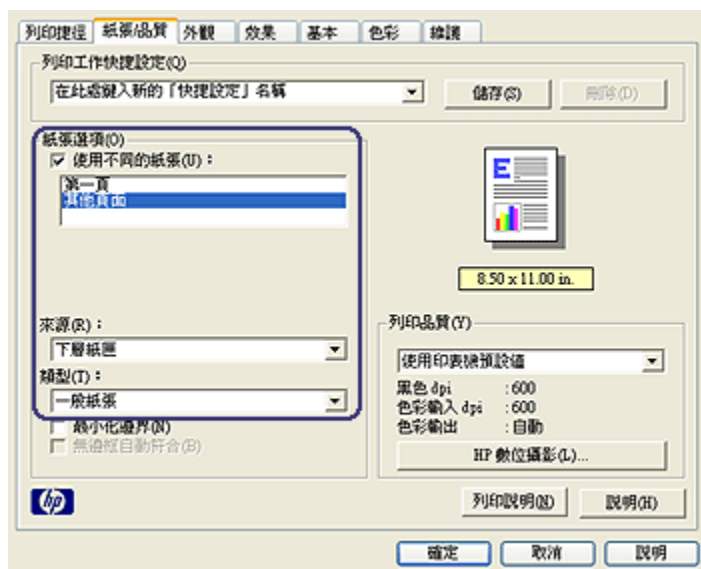 列印捷徑 紙張/品質 外觀 效果 基本 色彩 維護
列印工作快捷設定(Q)
在此處鍵入新的「快捷設定」名稱
儲存(S) 刪除(D)
紙張選項(O)
使用不同的紙張(U)：
第一頁
其他頁面
E
8.50 x 11.00 in.
來源(R)：
下層紙匣
類型(T)：
一般紙張
最小化邊界(N)
無邊框自動符合(B)
列印品質(Y)
使用印表機預設值
黑色 dpi :600
色彩輸入 dpi :600
色彩輸出 :自動
HP 數位攝影(L)...
hp
列印說明(N) 說明(H)
確定 取消 說明